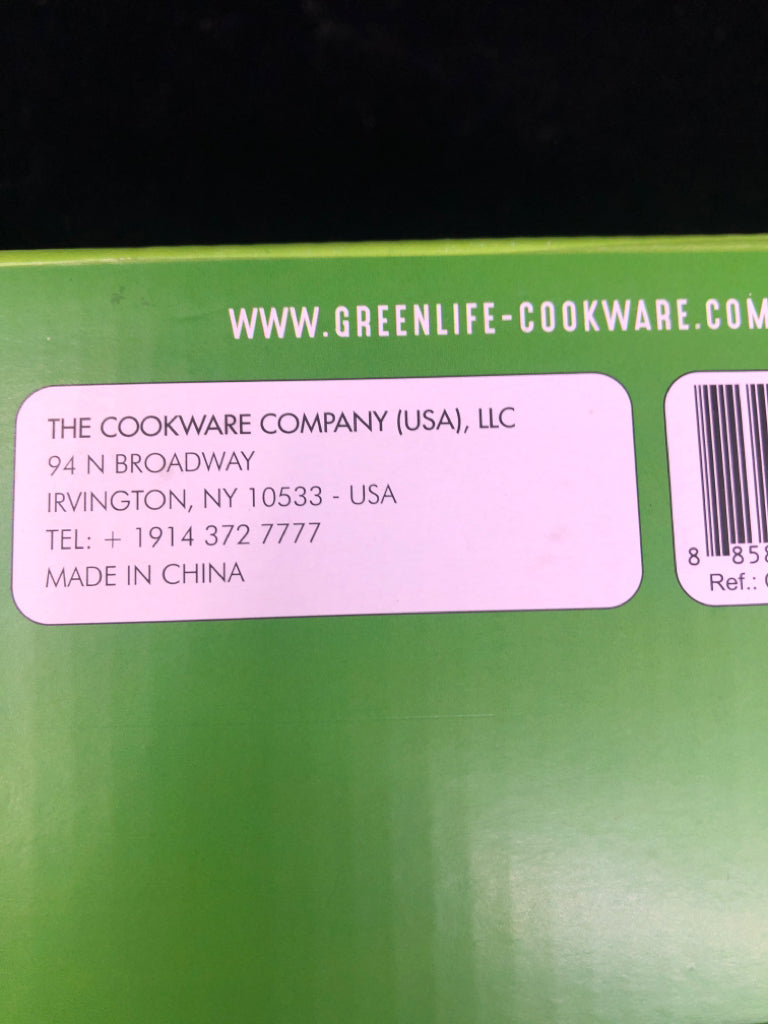 WWW.GREENLIFE-COOKWARE.COM
THE COOKWARE COMPANY (USA), LLC
94 N BROADWAY
IRVINGTON, NY 10533 - USA
TEL: + 1914 372 7777
MADE IN CHINA
8
Ref.: